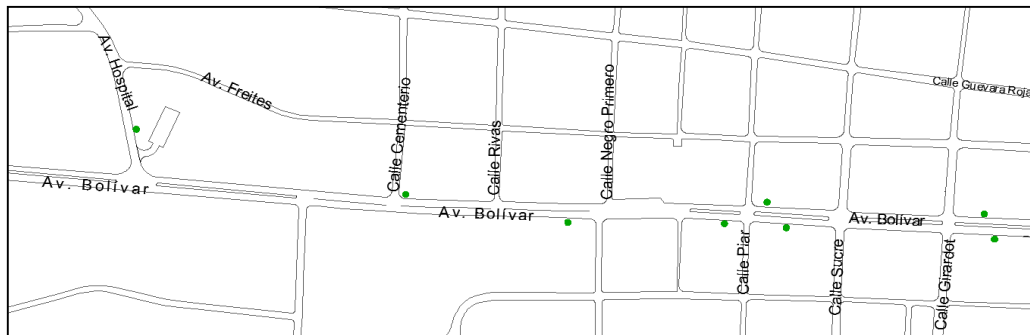 Av. Hospital
Av. Freites
Calle Cementerio
Calle Rivas
Calle Negro Primero
Calle Guevara Roja
Av. Bolívar
Av. Bolívar
Av. Bolívar
Calle Piar
Calle Sucre
Calle Girardot